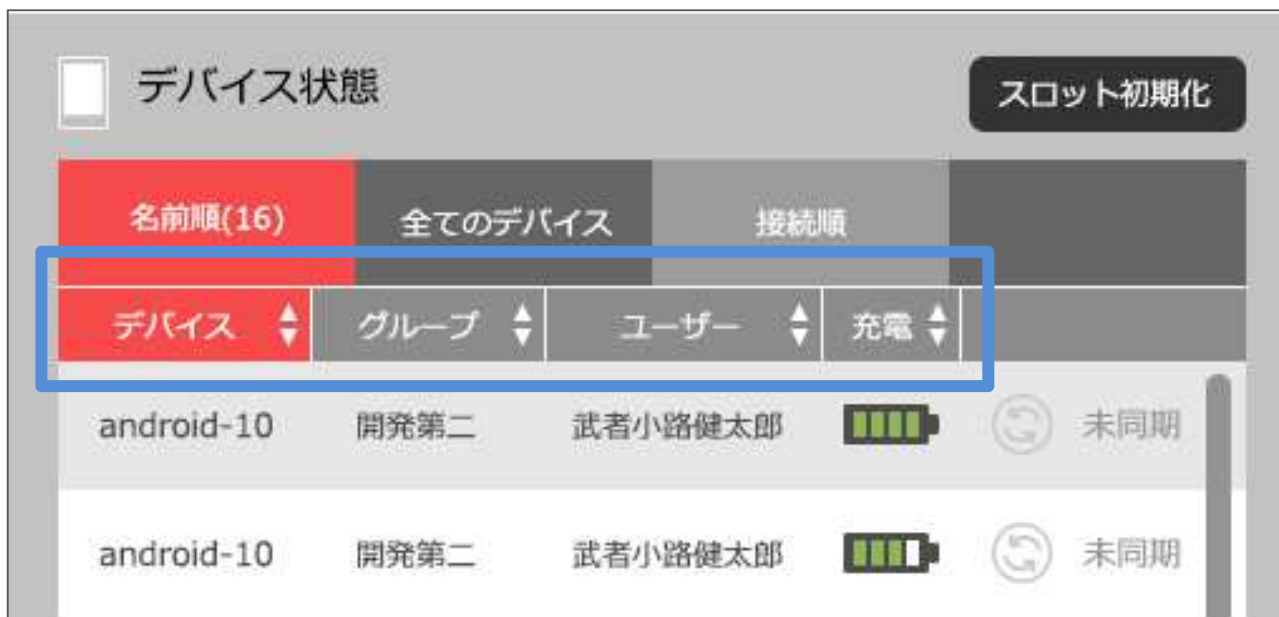 デバイス状態 スロット初期化
名前順(16) 全てのデバイス 接続順
デバイス グループ ユーザー 充電
android-10 開発第二 武者小路健太郎 未同期
android-10 開発第二 武者小路健太郎 未同期